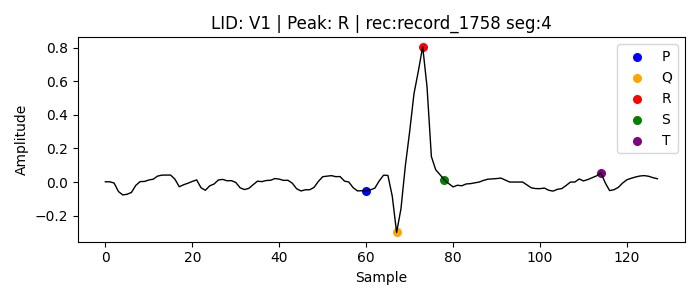 LID: V1 | Peak: R | rec:record_1758 seg:4
Amplitude
0.8
0.6
0.4
0.2
0.0
−0.2
P
Q
R
S
T
0 20 40 60 80 100 120
Sample